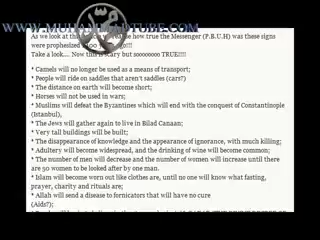 WWW.MUHAMMADTUBE.COM
As we look at this
realize how true the Messenger (P.B.U.H) was these signs
were prophesized
ago!!!
Take a look.... Now this is scary but sooooooo TRUE!!!!
* Camels will no longer be used as a means of transport;
* People will ride on saddles that aren't saddles (cars?)
* The distance on earth will become short;
* Horses will not be used in wars;
* Muslims will defeat the Byzantines which will end with the conquest of Constantinople
(Istanbul),
* The Jews will gather again to live in Bilad Canaan;
* Very tall buildings will be built;
* The disappearance of knowledge and the appearance of ignorance, with much killing;
* Adultery will become widespread, and the drinking of wine will become common;
* The number of men will decrease and the number of women will increase until there
are 50 women to be looked after by one man.
* Islam will become worn out like clothes are, until no one will know what fasting,
prayer, charity and rituals are;
* Allah will send a disease to fornicators that will have no cure
(Aids?);